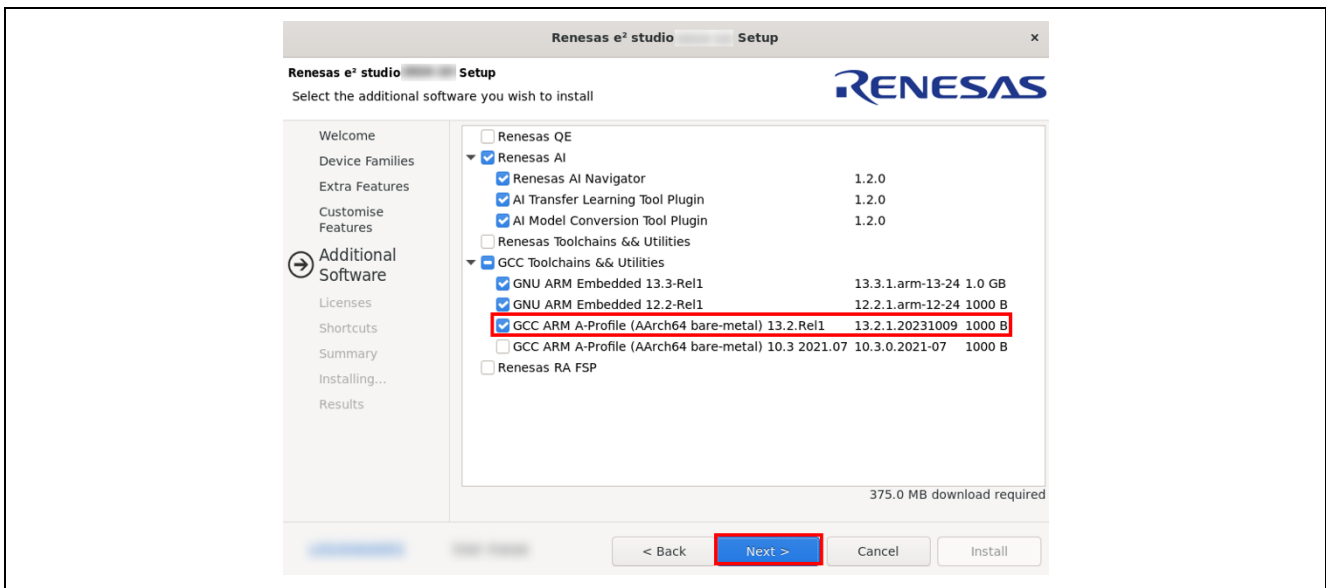 Renesas e² studio Setup
x
Renesas e² studio Setup
Select the additional software you wish to install
RENESAS
Welcome
Device Families
Extra Features
Customise
Features
Additional
Software
Licenses
Shortcuts
Summary
Installing...
Results
Renesas QE
Renesas AI
Renesas AI Navigator 1.2.0
AI Transfer Learning Tool Plugin 1.2.0
AI Model Conversion Tool Plugin 1.2.0
Renesas Toolchains && Utilities
GCC Toolchains && Utilities
GNU ARM Embedded 13.3-Rel1 13.3.1.arm-13-24 1.0 GB
GNU ARM Embedded 12.2-Rel1 12.2.1.arm-12-24 1000 B
GCC ARM A-Profile (AArch64 bare-metal) 13.2.Rel1 13.2.1.20231009 1000 B
GCC ARM A-Profile (AArch64 bare-metal) 10.3 2021.07 10.3.0.2021-07 1000 B
Renesas RA FSP
375.0 MB download required
< Back Next > Cancel Install